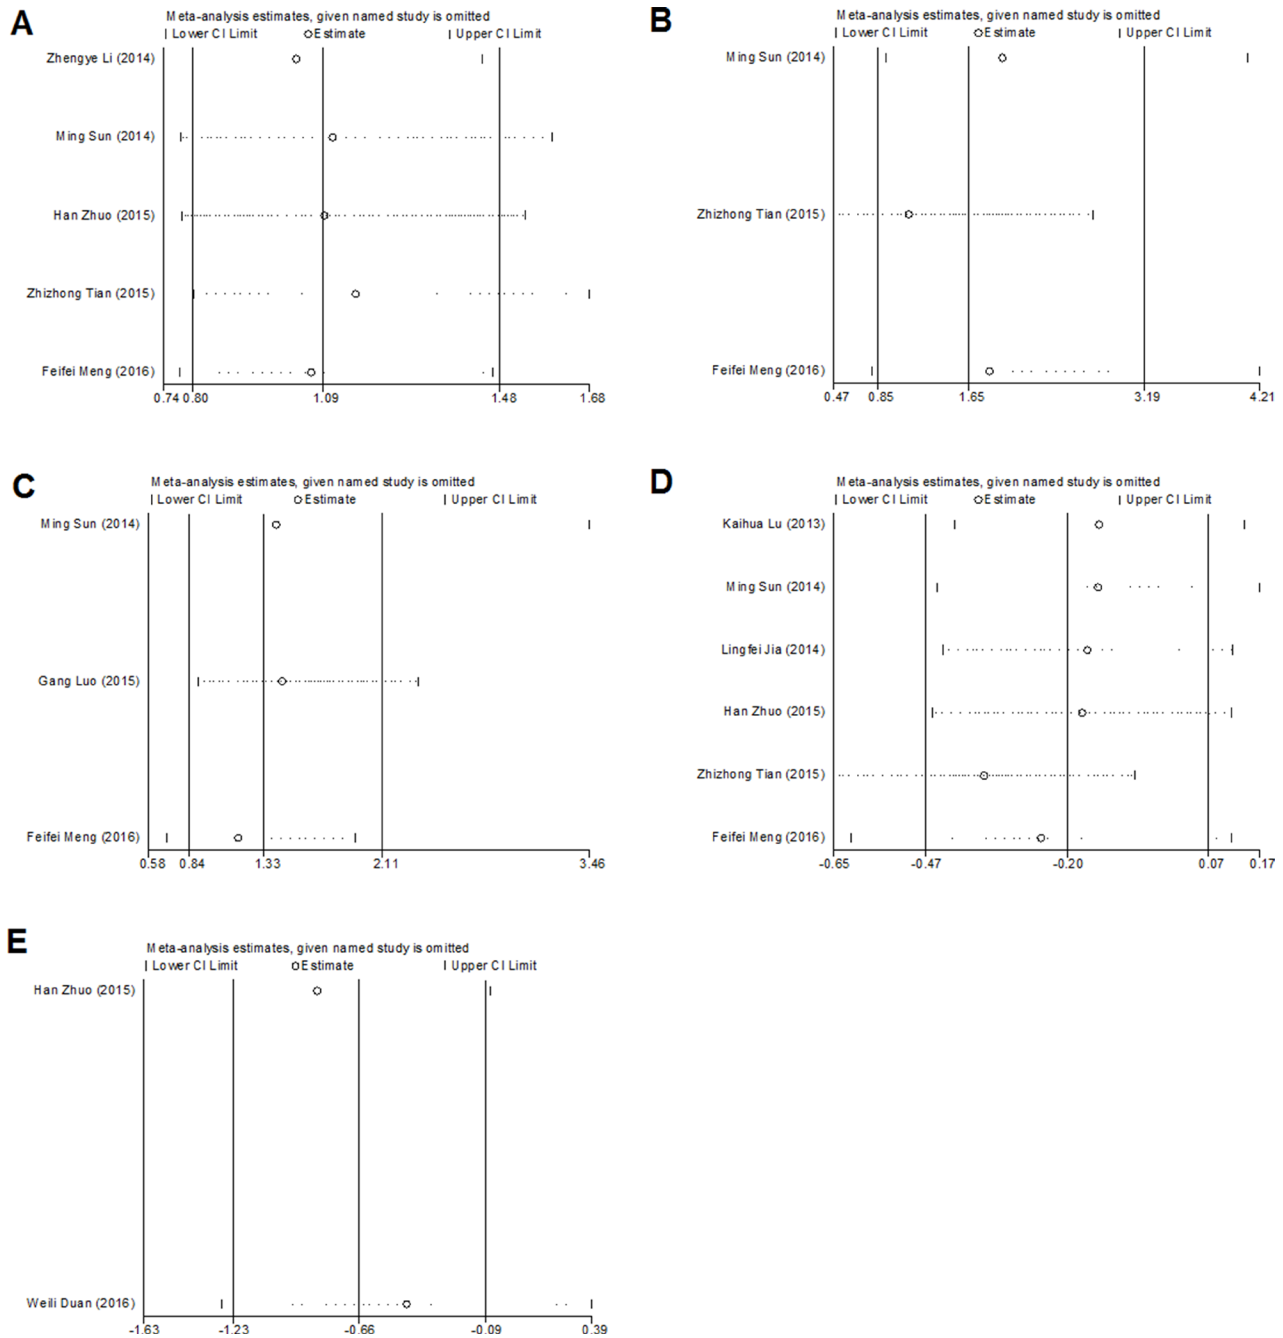 A
Meta-analysis estimates, given named study is omitted
Lower CI Limit Estimate Upper CI Limit
Zhengye Li (2014)
Ming Sun (2014)
Han Zhuo (2015)
Zhizhong Tian (2015)
Feifei Meng (2016)
0.74 0.80 1.09 1.48 1.68
B
Meta-analysis estimates, given named study is omitted
Lower CI Limit Estimate Upper CI Limit
Ming Sun (2014)
Zhizhong Tian (2015)
Feifei Meng (2016)
0.47 0.85 1.65 3.19 4.21
C
Meta-analysis estimates, given named study is omitted
Lower CI Limit Estimate Upper CI Limit
Ming Sun (2014)
Gang Luo (2015)
Feifei Meng (2016)
0.58 0.84 1.33 2.11 3.46
D
Meta-analysis estimates, given named study is omitted
Lower CI Limit Estimate Upper CI Limit
Kaihua Lu (2013)
Ming Sun (2014)
Lingfei Jia (2014)
Han Zhuo (2015)
Zhizhong Tian (2015)
Feifei Meng (2016)
-0.65 -0.47 -0.20 0.07 0.17
E
Meta-analysis estimates, given named study is omitted
Lower CI Limit Estimate Upper CI Limit
Han Zhuo (2015)
Weili Duan (2016)
-1.63 -1.23 -0.66 -0.09 0.39